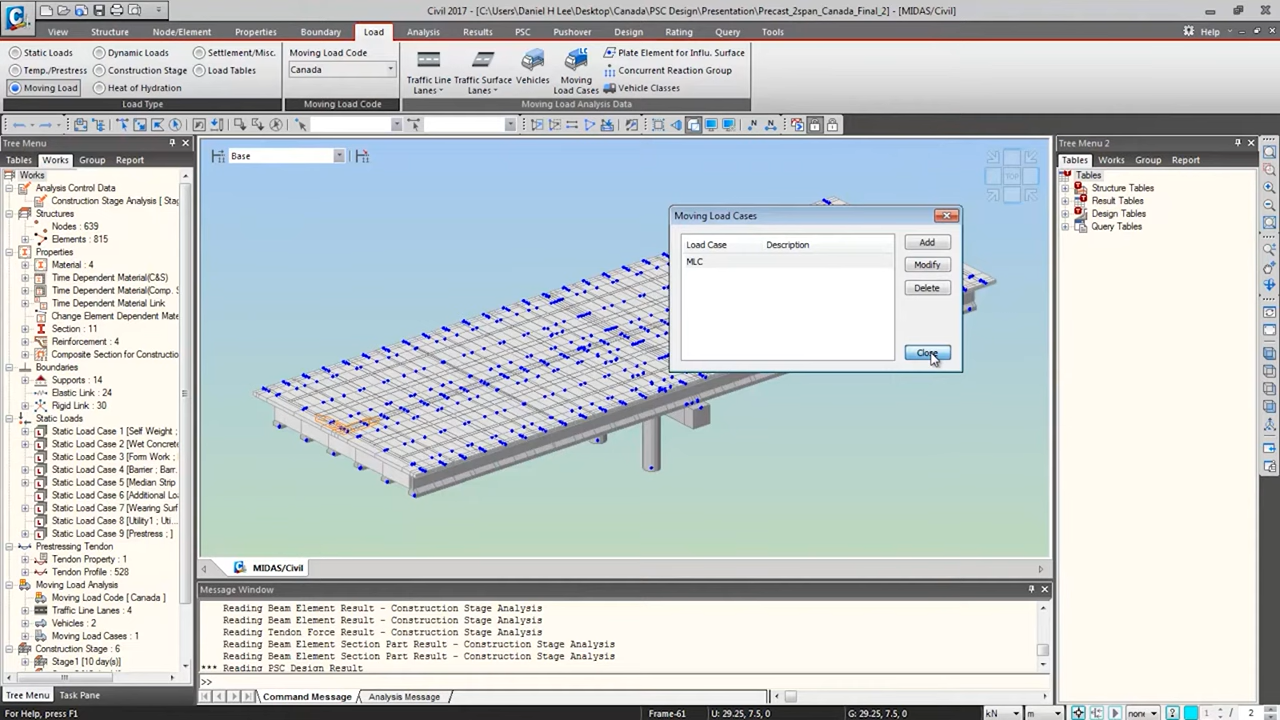 Civil 2017 - [C:\Users\Daniel H Lee\Desktop\Canada\PSC Design\Presentation\Precast_2span_Canada_Final_2] - [MIDAS/Civil]
View Structure Node/Element Properties Boundary Load Analysis Results PSC Pushover Design Rating Query Tools Help
Static Loads Dynamic Loads Settlement/Misc.
Temp./Prestress Construction Stage Load Tables
Moving Load Heat of Hydration
Load Type
Moving Load Code
Canada
Moving Load Code
Traffic Line Lanes
Traffic Surface Lanes
Vehicles
Moving Load Cases
Plate Element for Influ. Surface
Concurrent Reaction Group
Vehicle Classes
Moving Load Analysis Data
Tree Menu
Tables Works Group Report
Works
Analysis Control Data
Construction Stage Analysis [ Stag
Structures
Nodes : 639
Elements : 815
Properties
Material : 4
Time Dependent Material(C&S)
Time Dependent Material(Comp. S
Time Dependent Material Link
Change Element Dependent Mate
Section : 11
Reinforcement : 4
Composite Section for Constructio
Boundaries
Supports : 14
Elastic Link : 24
Rigid Link : 30
Static Loads
Static Load Case 1 [Self Weight ;
Static Load Case 2 [Wet Concrete
Static Load Case 3 [Form Work ;
Static Load Case 4 [Barrier ; Barr
Static Load Case 5 [Median Strip
Static Load Case 6 [Additional Loa
Static Load Case 7 [Wearing Surf
Static Load Case 8 [Utility1 ; Uti
Static Load Case 9 [Prestress ; ]
Prestressing Tendon
Tendon Property : 1
Tendon Profile : 528
Moving Load Analysis
Moving Load Code [ Canada ]
Traffic Line Lanes : 4
Vehicles : 2
Moving Load Cases : 1
Construction Stage : 6
Stage1 [10 day(s)]
Tree Menu Task Pane
Base
TOP
Moving Load Cases
Load Case Description
MLC
Add
Modify
Delete
Close
MIDAS/Civil
Message Window
Reading Beam Element Result - Construction Stage Analysis
Reading Beam Element Result - Construction Stage Analysis
Reading Tendon Force Result - Construction Stage Analysis
Reading Beam Element Section Part Result - Construction Stage Analysis
Reading Beam Element Section Part Result - Construction Stage Analysis
*** Reading PSC Design Result
>>
Command Message Analysis Message
Tree Menu 2
Tables Works Group Report
Tables
Structure Tables
Result Tables
Design Tables
Query Tables
For Help, press F1
Frame-61 U: 29.25, 7.5, 0 G: 29.25, 7.5, 0 kN m none ? 1 / 2